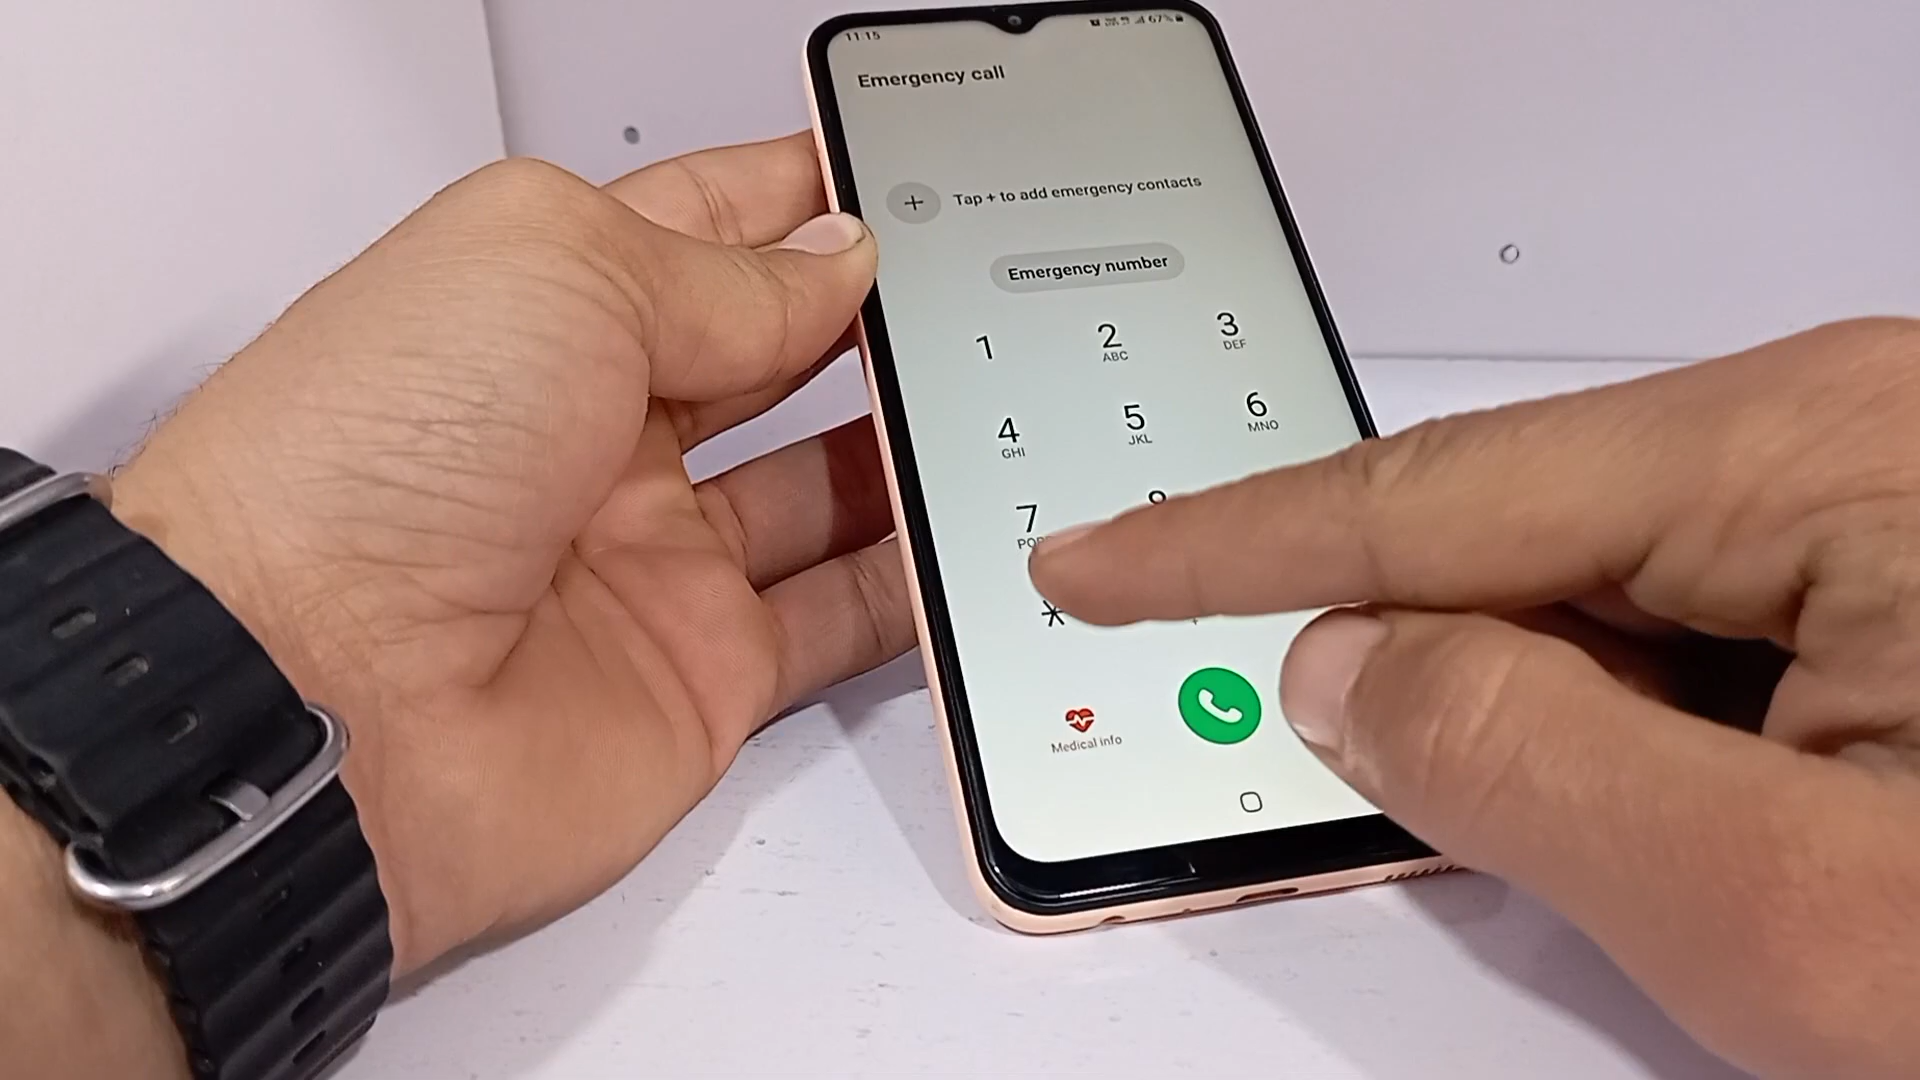 11:15
67%
Emergency call
+ Tap + to add emergency contacts
Emergency number
1 2 3
ABC DEF
4 5 6
GHI JKL MNO
7
*
+
Medical info